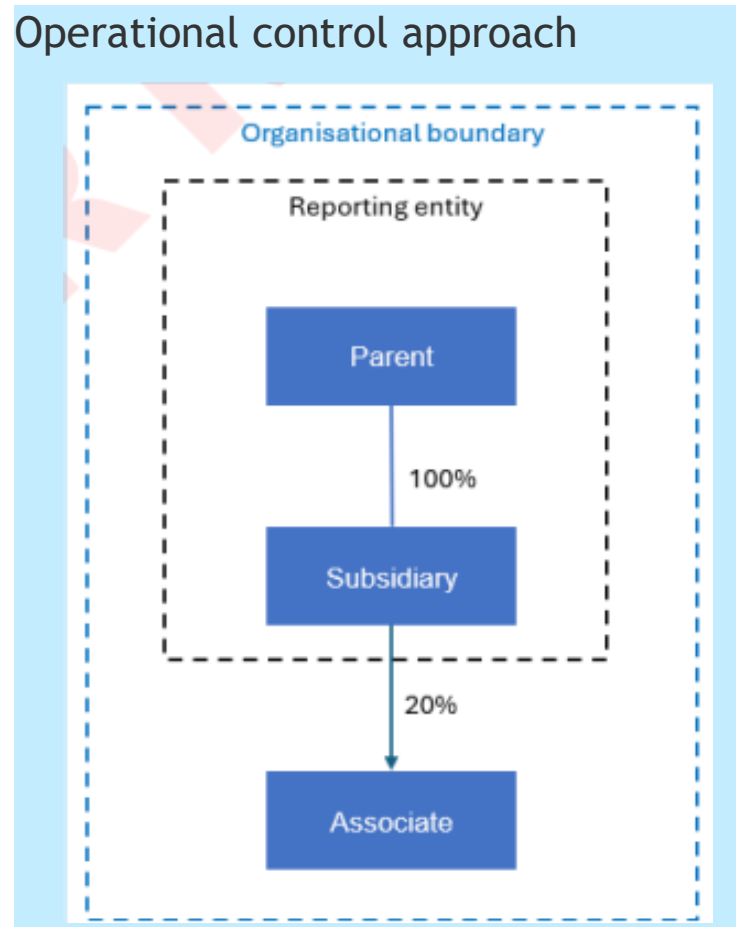 Operational control approach
Organisational boundary
Reporting entity
Parent
100%
Subsidiary
20%
Associate